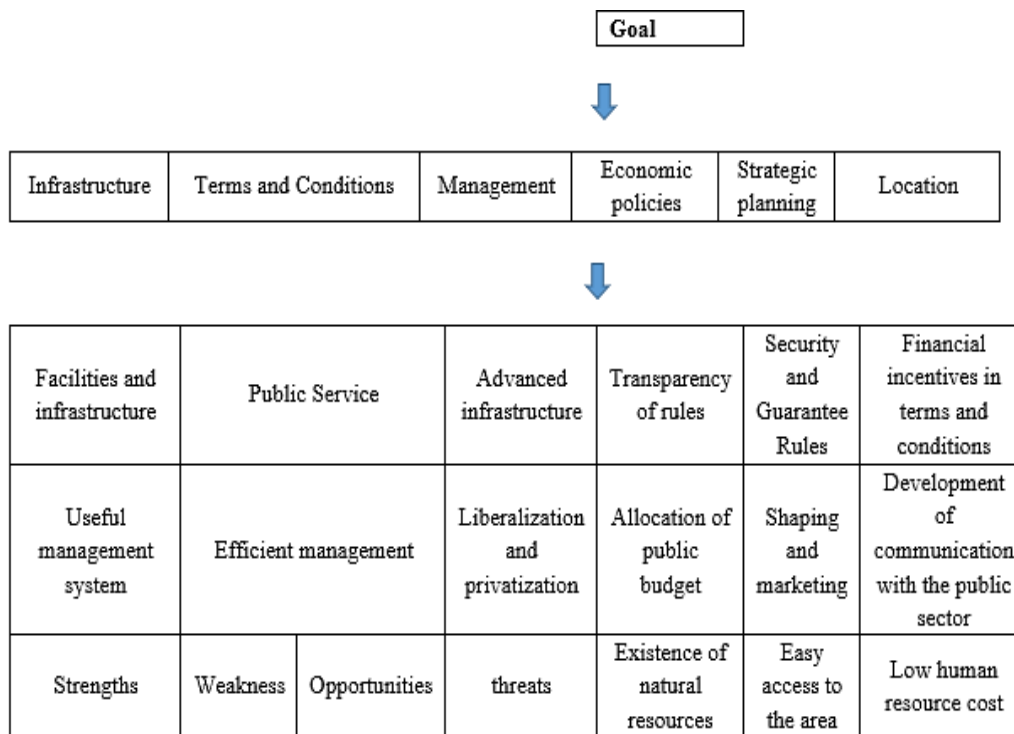 Goal
Infrastructure
Terms and Conditions
Management
Economic
policies
Strategic
planning
Location
Facilities and
infrastructure
Public Service
Advanced
infrastructure
Transparency
of rules
Security
and
Guarantee
Rules
Financial
incentives in
terms and
conditions
Useful
management
system
Efficient management
Liberalization
and
privatization
Allocation of
public
budget
Shaping
and
marketing
Development
of
communication
with the public
sector
Strengths
Weakness
Opportunities
threats
Existence of
natural
resources
Easy
access to
the area
Low human
resource cost